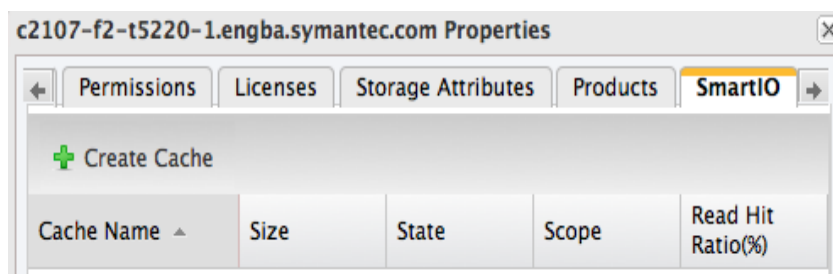 c2107-f2-t5220-1.engba.symantec.com Properties
Permissions Licenses Storage Attributes Products SmartIO
Create Cache
Cache Name Size State Scope Read Hit
Ratio(%)